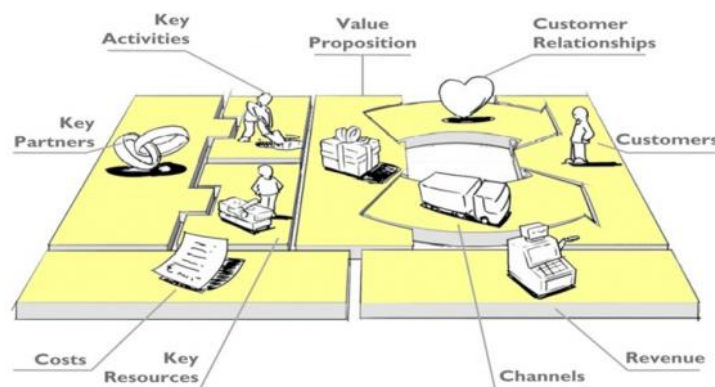 Key
Activities
Value
Proposition
Customer
Relationships
Key
Partners
Customers
Costs
Key
Resources
Channels
Revenue